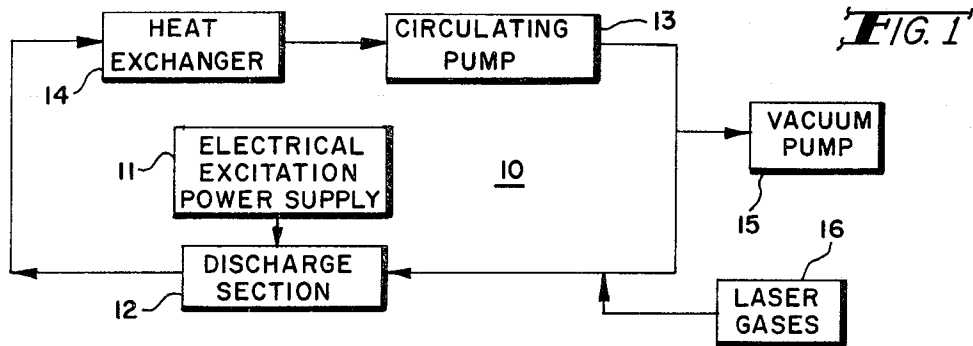 FIG. 1
HEAT
EXCHANGER
14
CIRCULATING
PUMP
13
VACUUM
PUMP
15
ELECTRICAL
EXCITATION
POWER SUPPLY
11
10
DISCHARGE
SECTION
12
LASER
GASES
16